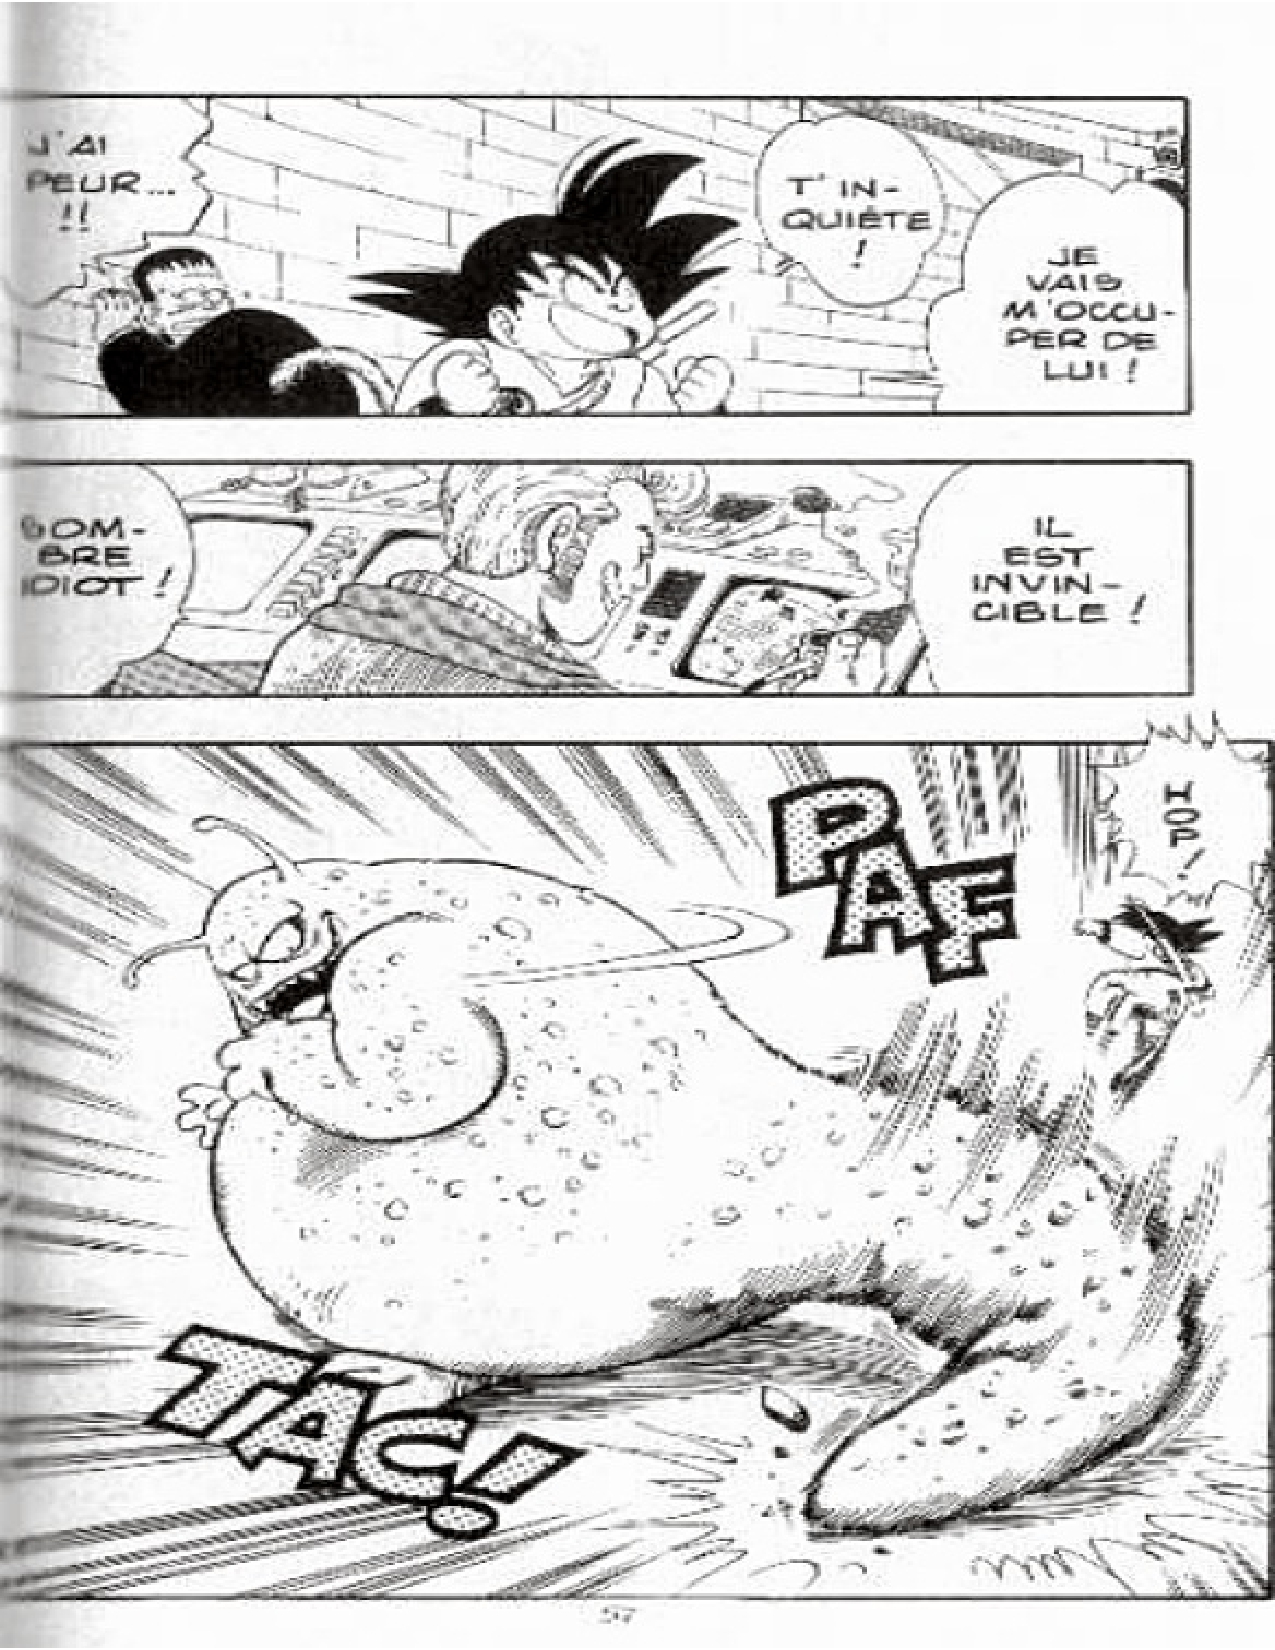 JE
VAIS
M'OCCU-
PER DE
LUI !
T'IN-
QUIÈTE
!
J'AI
PEUR...
!!
IL
EST
INVIN-
CIBLE !
SOM-
BRE
IDIOT !
HOP!
PAF
TAC!
57